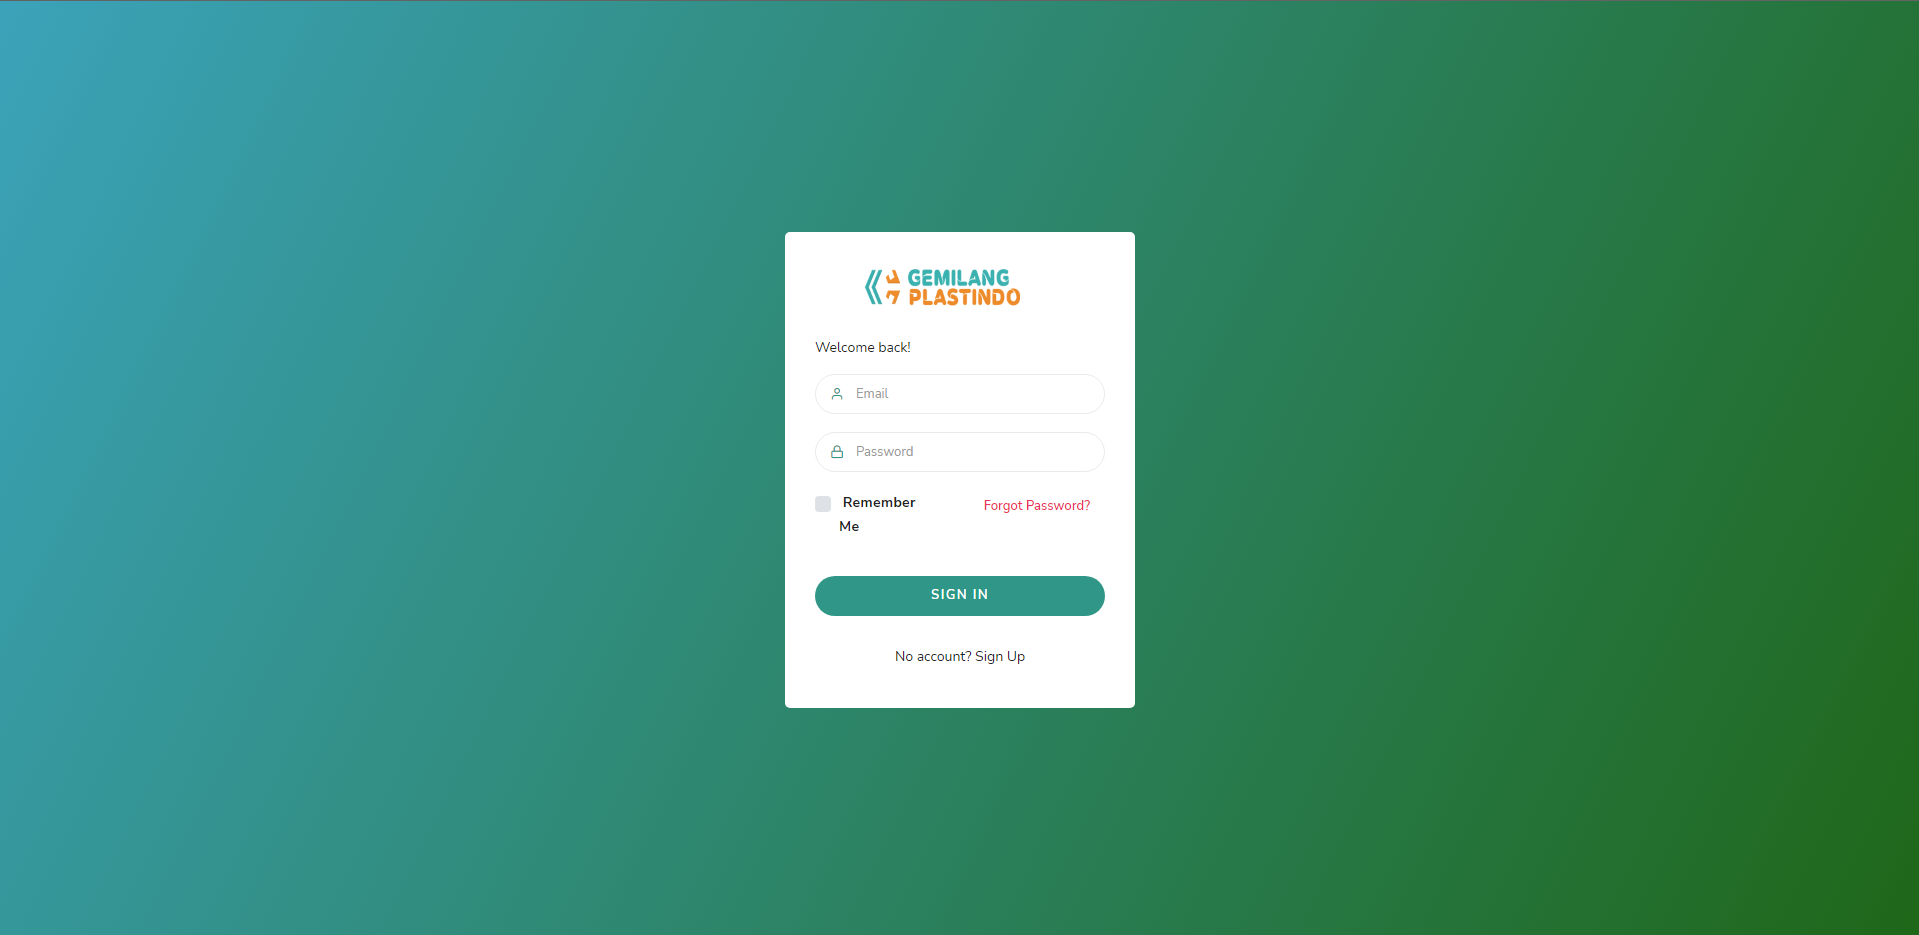 GEMILANG
PLASTINDO
Welcome back!
Email
Password
Remember
Me
Forgot Password?
SIGN IN
No account? Sign Up